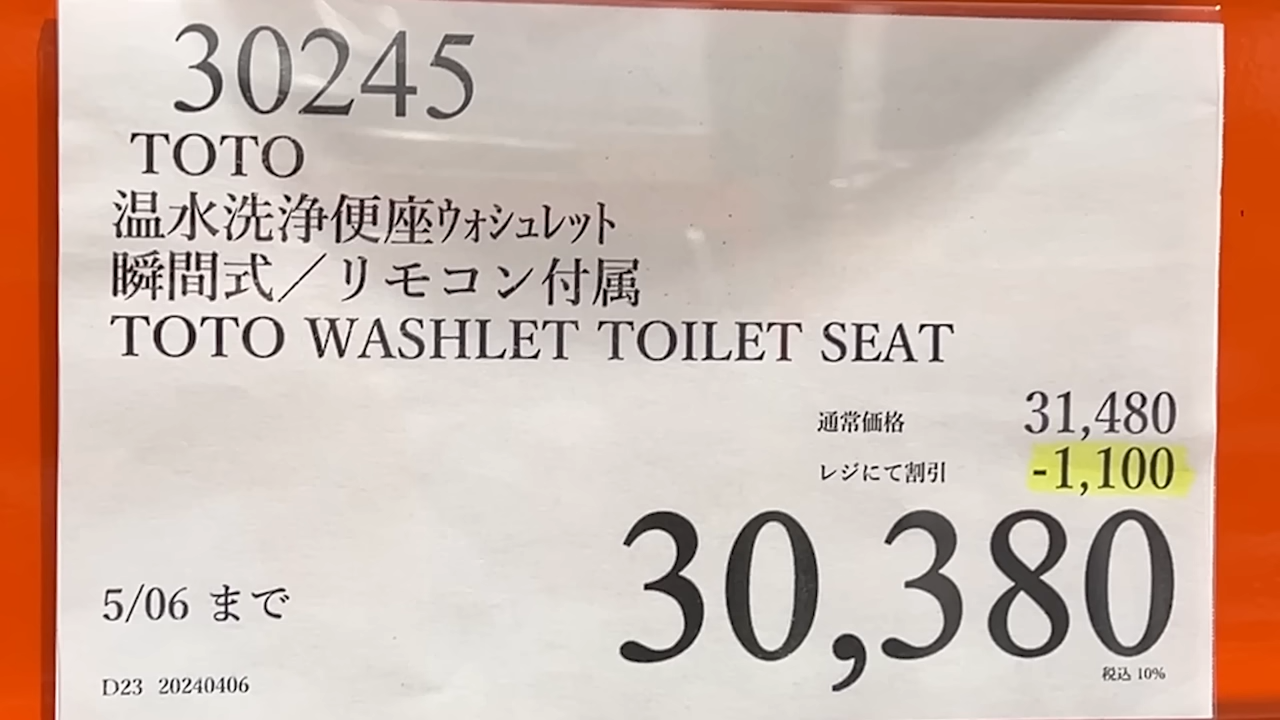 30245
TOTO
温水洗浄便座ｳｫｼｭﾚｯﾄ
瞬間式／リモコン付属
TOTO WASHLET TOILET SEAT
通常価格 31,480
レジにて割引 -1,100
30,380
5/06 まで
税込 10%
D23 20240406